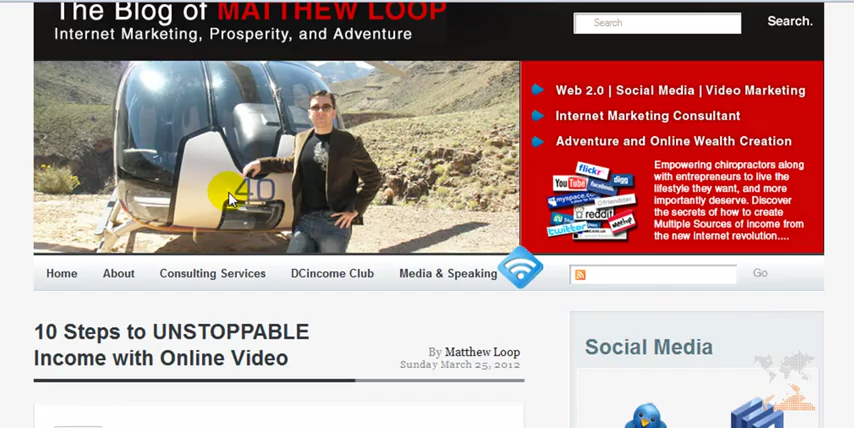 The Blog of MATTHEW LOOP
Internet Marketing, Prosperity, and Adventure
Search
Search.
40
Web 2.0 | Social Media | Video Marketing
Internet Marketing Consultant
Adventure and Online Wealth Creation
flickr
digg
YouTube
facebook
myspace.com
friendster
reddit
Meetup
twitter
Empowering chiropractors along
with entrepreneurs to live the
lifestyle they want, and more
importantly deserve. Discover
the secrets of how to create
Multiple Sources of income from
the new internet revolution....
Home About Consulting Services DCincome Club Media & Speaking
Go
10 Steps to UNSTOPPABLE
Income with Online Video
By Matthew Loop
Sunday March 25, 2012
Social Media